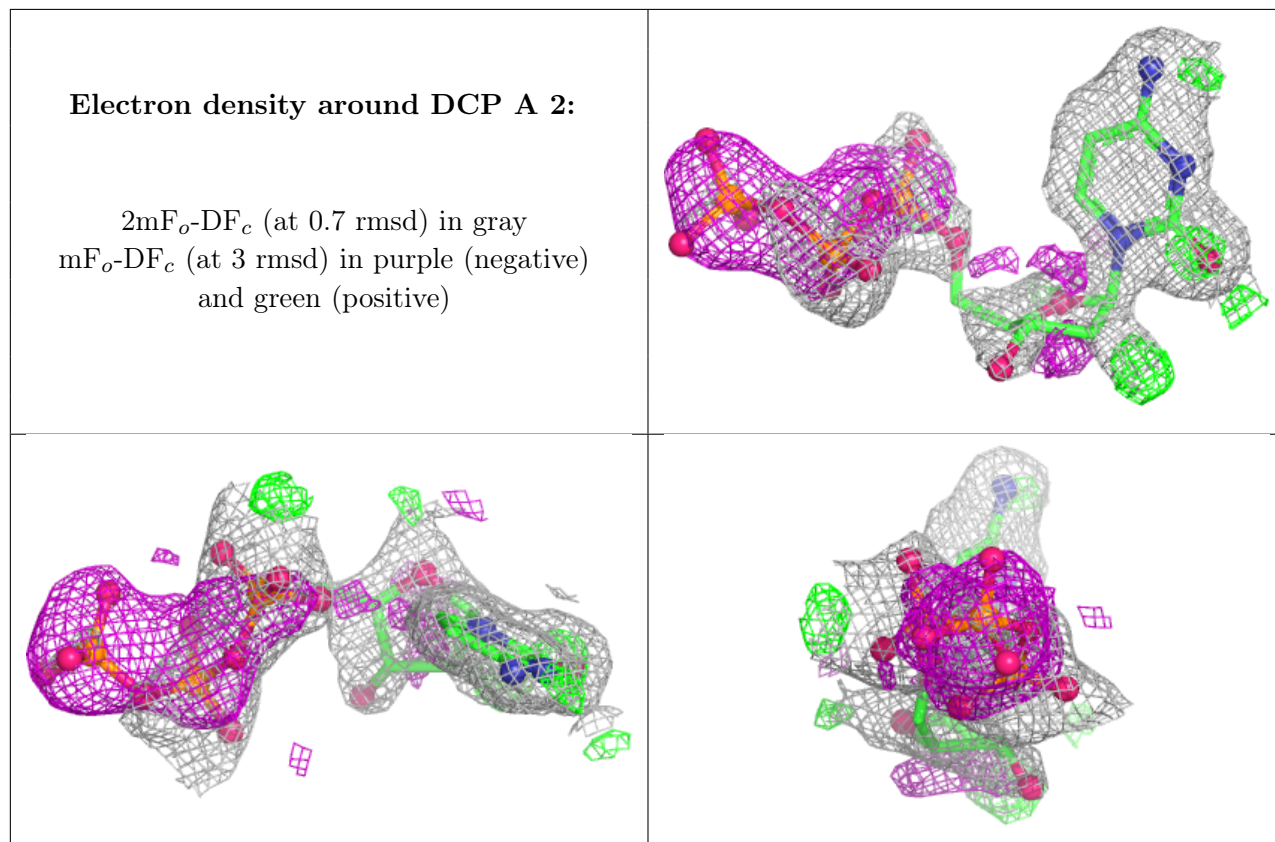 Electron density around DCP A 2:
2mFo-DFc (at 0.7 rmsd) in gray
mFo-DFc (at 3 rmsd) in purple (negative)
and green (positive)